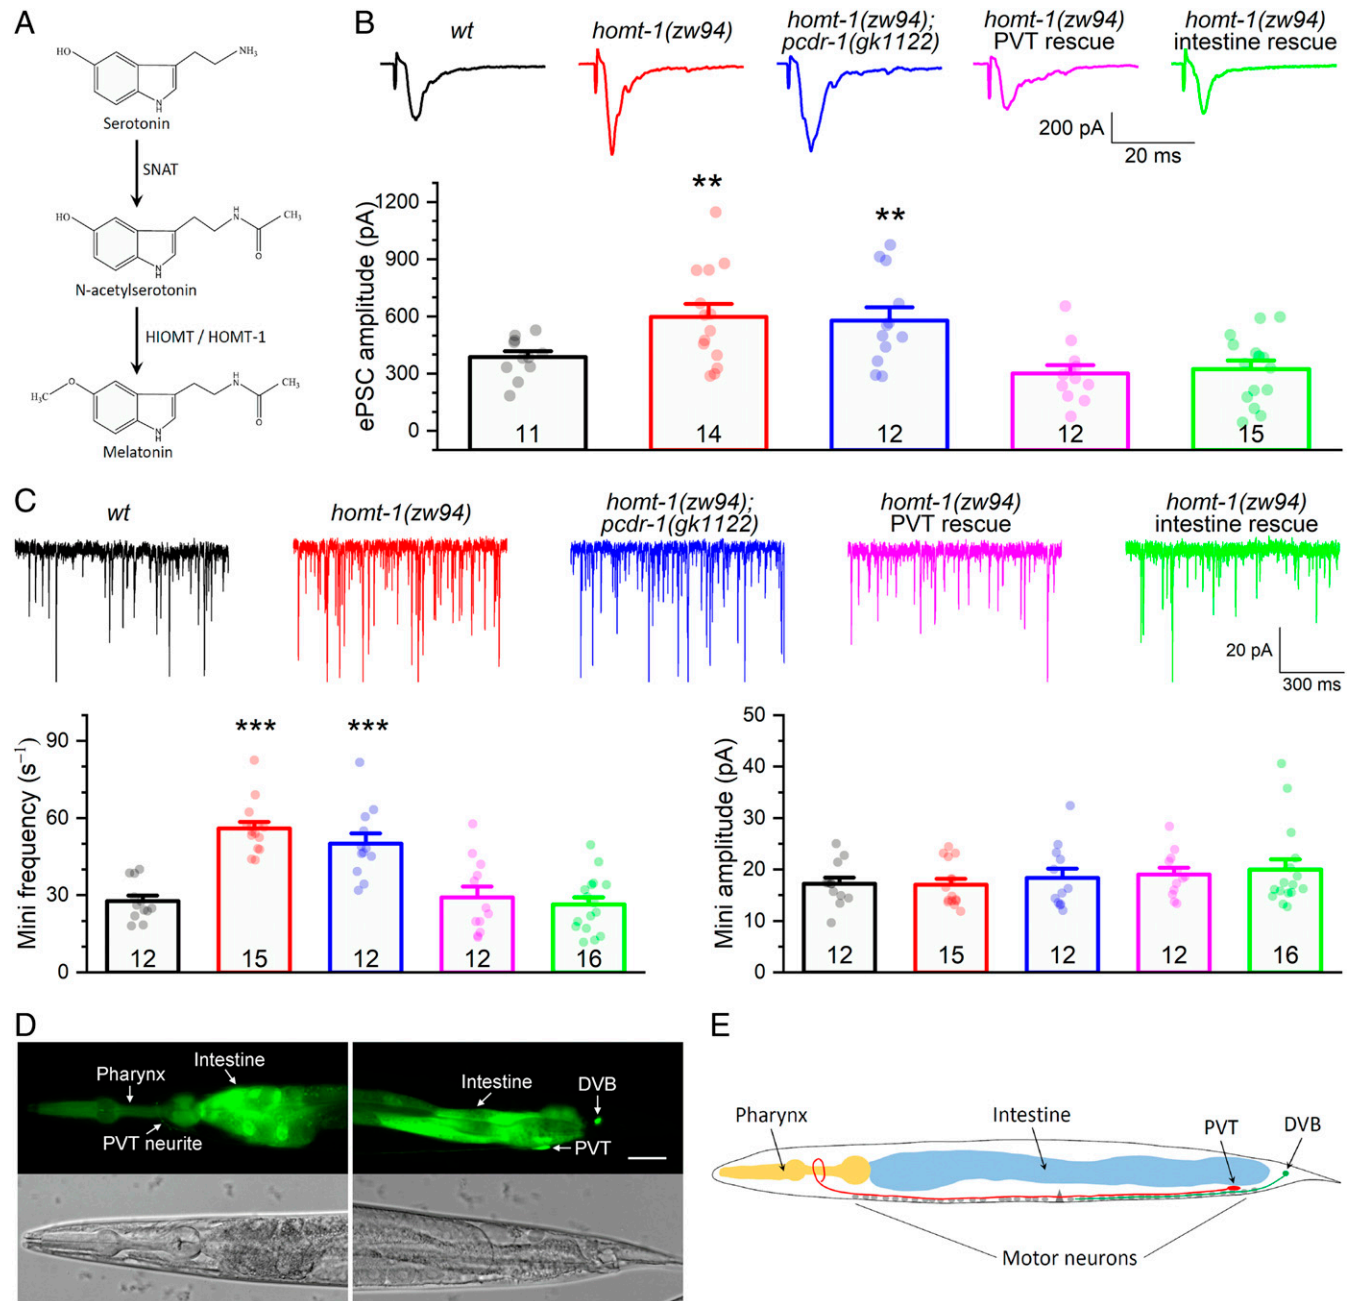 A
HO
NH₃
N
H
Serotonin
SNAT
HO
H
N
CH₃
O
N
H
N-acetylserotonin
HIOMT / HOMT-1
O
H₃C
H
N
CH₃
O
N
H
Melatonin
B
wt
homt-1(zw94)
homt-1(zw94);
pcdr-1(gk1122)
homt-1(zw94)
PVT rescue
homt-1(zw94)
intestine rescue
200 pA
20 ms
ePSC amplitude (pA)
1200
900
600
300
0
**
**
11
14
12
12
15
C
wt
homt-1(zw94)
homt-1(zw94);
pcdr-1(gk1122)
homt-1(zw94)
PVT rescue
homt-1(zw94)
intestine rescue
20 pA
300 ms
Mini frequency (s⁻¹)
90
60
30
0
***
***
12
15
12
12
16
Mini amplitude (pA)
50
40
30
20
10
0
12
15
12
12
16
D
Pharynx
Intestine
PVT neurite
Intestine
DVB
PVT
E
Pharynx
Intestine
PVT
DVB
Motor neurons